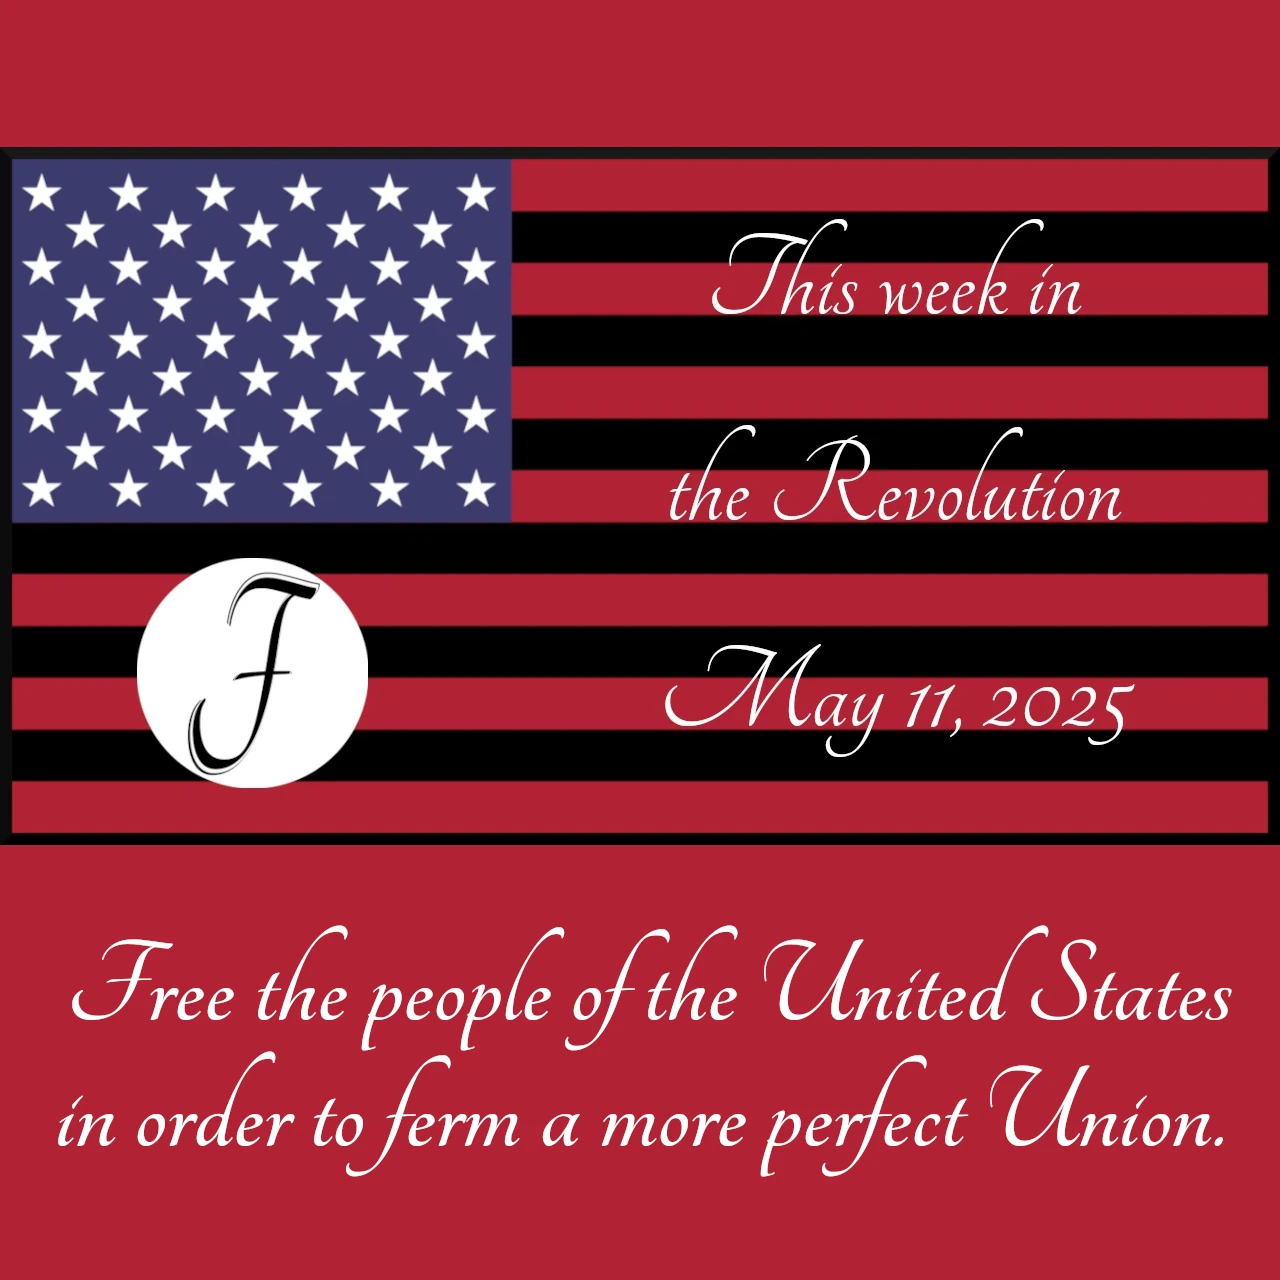 This week in
the Revolution
F
May 11, 2025
Free the people of the United States
in order to ferm a more perfect Union.